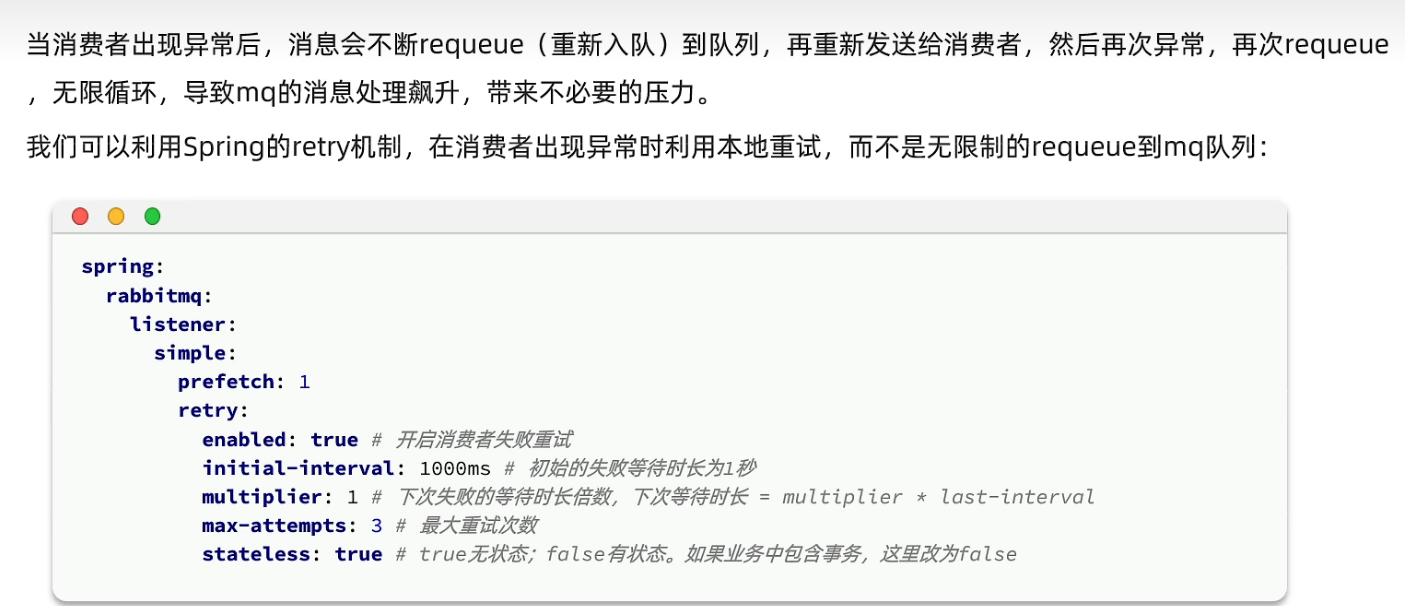 当消费者出现异常后，消息会不断requeue（重新入队）到队列，再重新发送给消费者，然后再次异常，再次requeue
，无限循环，导致mq的消息处理飙升，带来不必要的压力。
我们可以利用Spring的retry机制，在消费者出现异常时利用本地重试，而不是无限制的requeue到mq队列：
spring:
  rabbitmq:
    listener:
      simple:
        prefetch: 1
        retry:
          enabled: true # 开启消费者失败重试
          initial-interval: 1000ms # 初始的失败等待时长为1秒
          multiplier: 1 # 下次失败的等待时长倍数，下次等待时长 = multiplier * last-interval
          max-attempts: 3 # 最大重试次数
          stateless: true # true无状态；false有状态。如果业务中包含事务，这里改为false